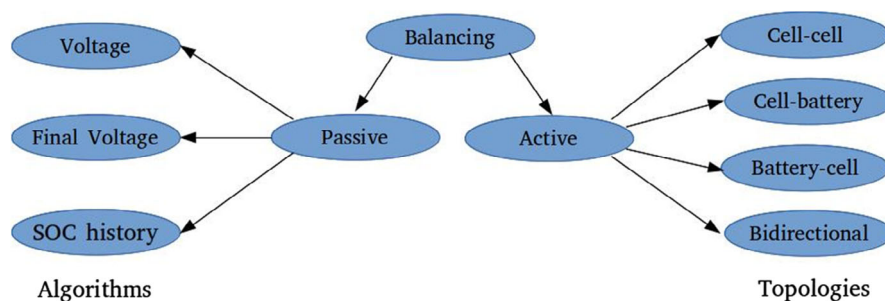 Balancing
Voltage
Final Voltage
SOC history
Passive
Active
Cell-cell
Cell-battery
Battery-cell
Bidirectional
Algorithms
Topologies